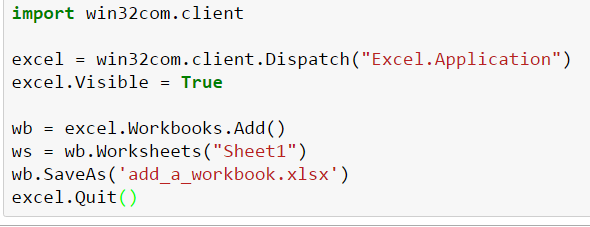 import win32com.client
excel = win32com.client.Dispatch("Excel.Application")
excel.Visible = True
wb = excel.Workbooks.Add()
ws = wb.Worksheets("Sheet1")
wb.SaveAs('add_a_workbook.xlsx')
excel.Quit()